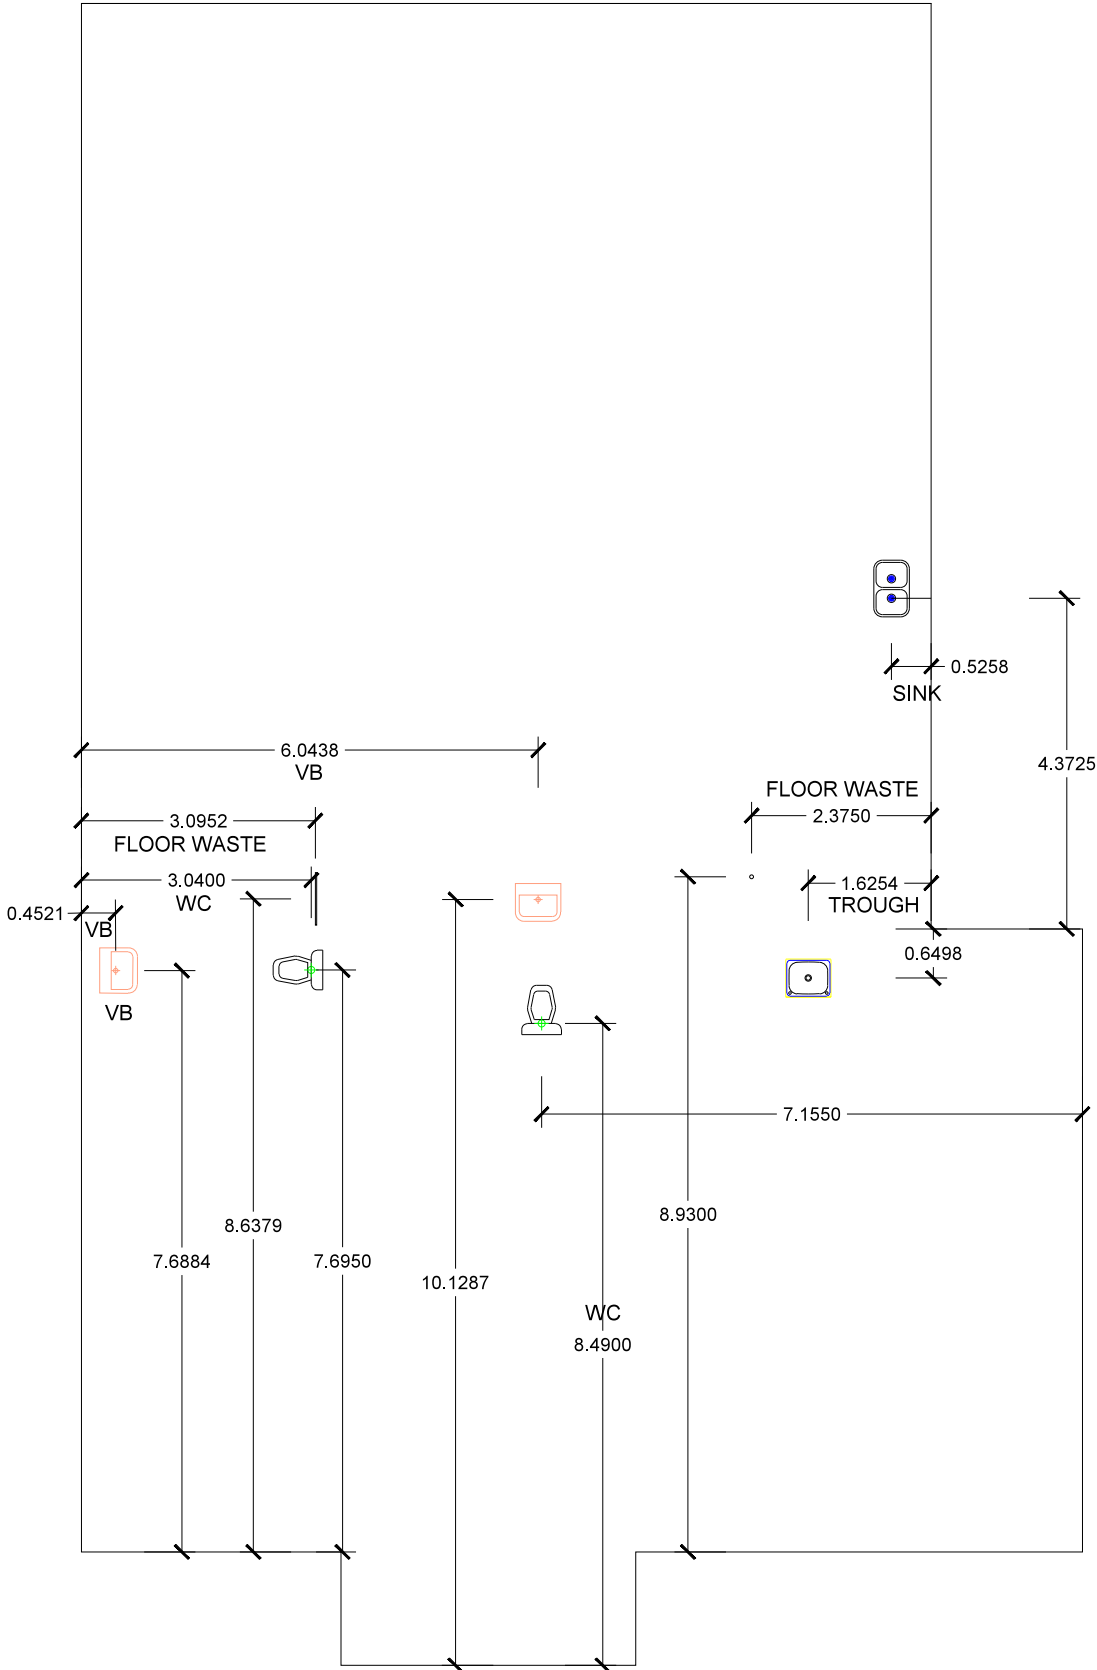 0.5258
SINK
6.0438
VB
4.3725
FLOOR WASTE
2.3750
3.0952
FLOOR WASTE
3.0400
WC
1.6254
TROUGH
0.4521
VB
0.6498
VB
7.1550
8.9300
8.6379
7.6884
7.6950
10.1287
WC
8.4900